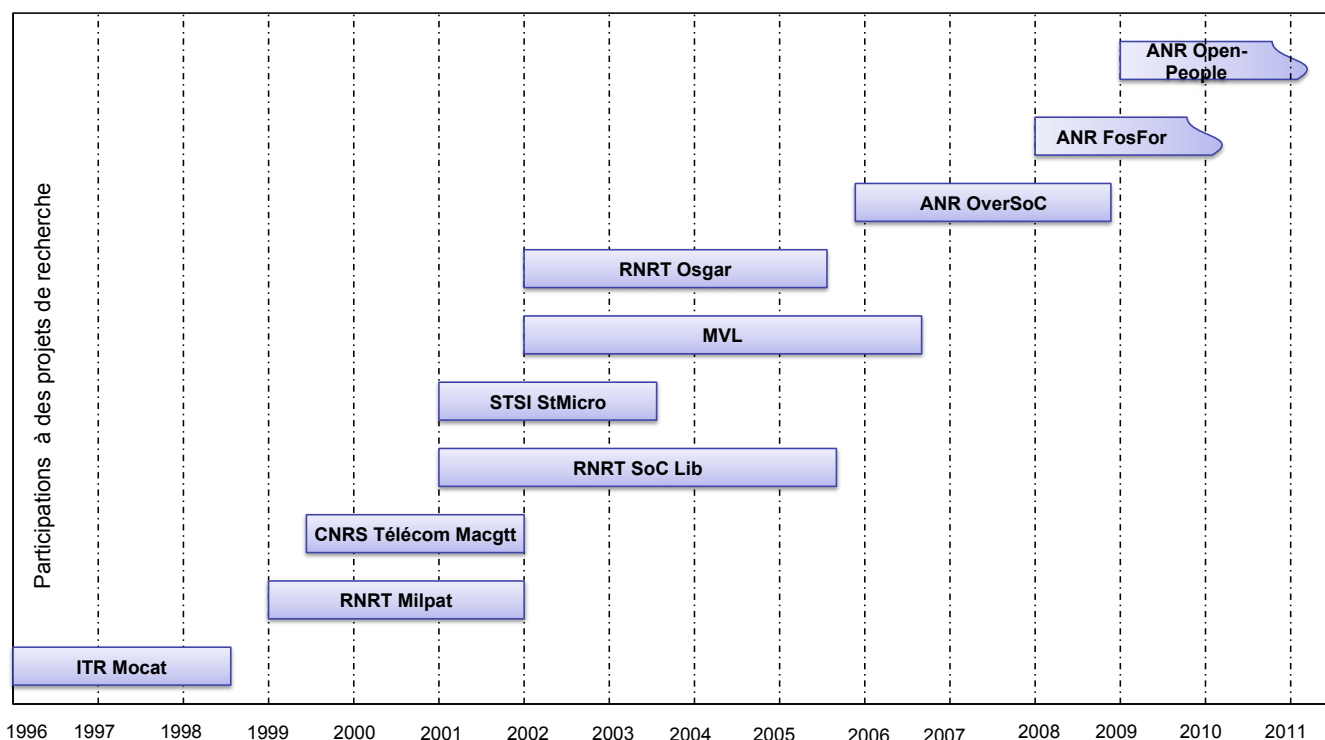 ANR Open-
People
ANR FosFor
ANR OverSoC
RNRT Osgar
MVL
STSI StMicro
RNRT SoC Lib
CNRS Télécom Macgtt
RNRT Milpat
ITR Mocat
Participations à des projets de recherche
1996 1997 1998 1999 2000 2001 2002 2003 2004 2005 2006 2007 2008 2009 2010 2011